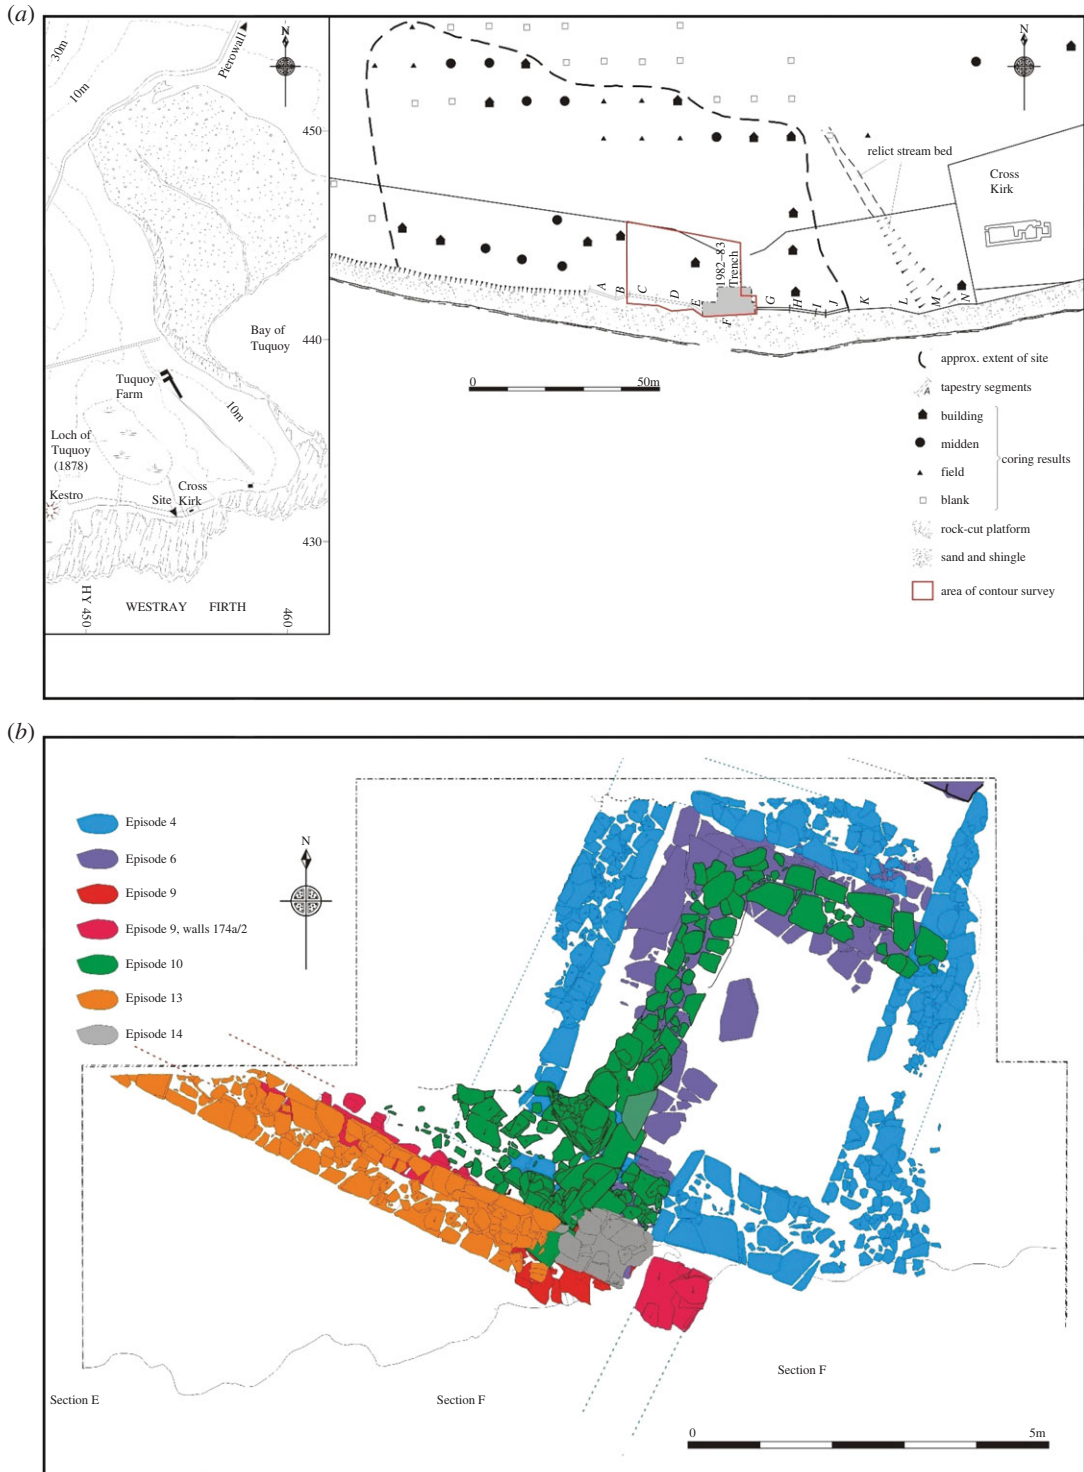 (a)
30m
10m
Pierowall
N
450
Bay of
Tuquoy
440
Tuquoy
Farm
10m
Loch of
Tuquoy
(1878)
Kestro
Site
Cross
Kirk
430
HY 450
WESTRAY FIRTH
460
N
relict stream bed
Cross
Kirk
1982–83
Trench
A
B
C
D
E
F
G
H
I
J
K
L
M
N
0
50m
approx. extent of site
A
tapestry segments
building
midden
field
blank
coring results
rock-cut platform
sand and shingle
area of contour survey
(b)
Episode 4
Episode 6
Episode 9
Episode 9, walls 174a/2
Episode 10
Episode 13
Episode 14
N
Section E
Section F
Section F
0
5m